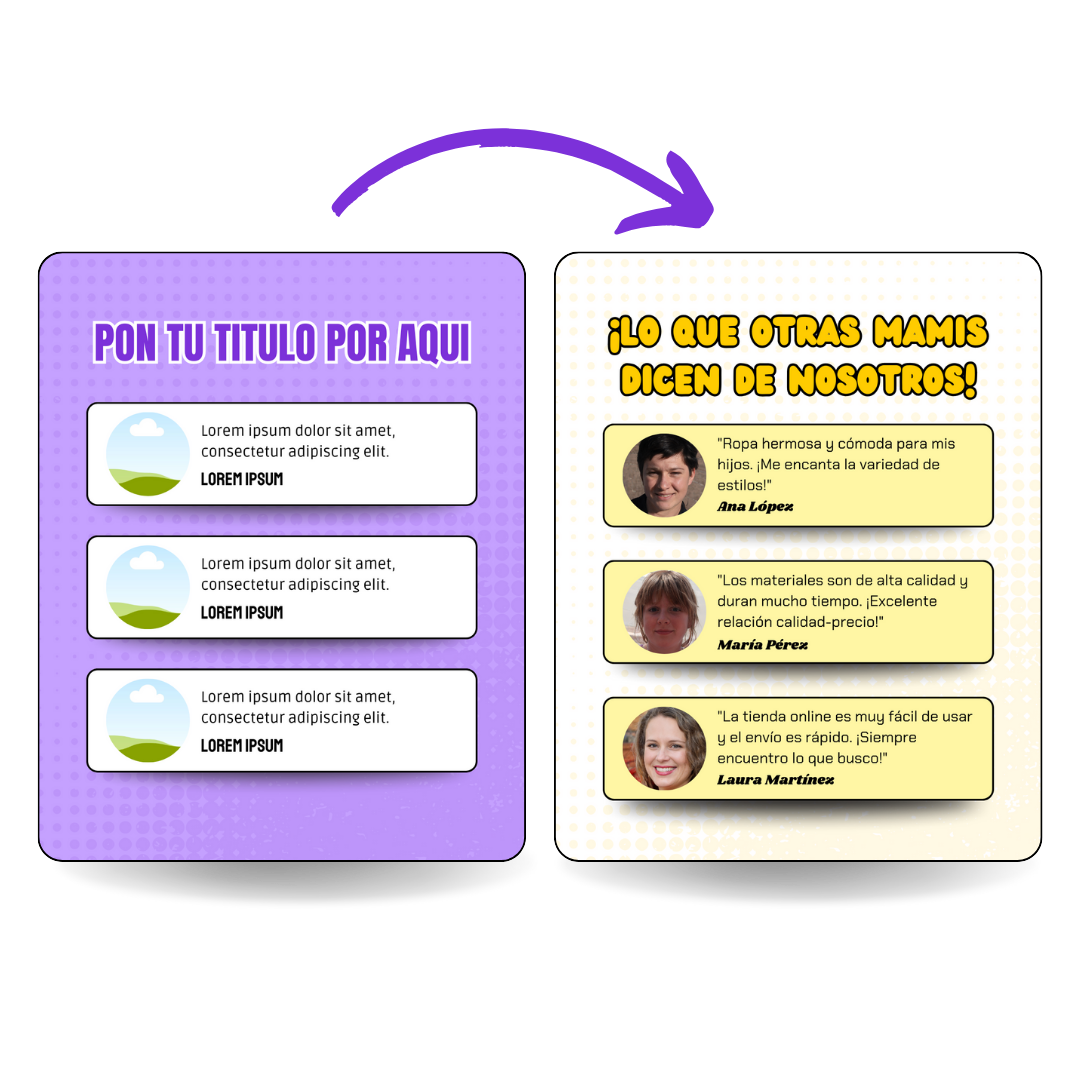 PON TU TITULO POR AQUI
Lorem ipsum dolor sit amet,
consectetur adipiscing elit.
LOREM IPSUM
Lorem ipsum dolor sit amet,
consectetur adipiscing elit.
LOREM IPSUM
Lorem ipsum dolor sit amet,
consectetur adipiscing elit.
LOREM IPSUM
¡LO QUE OTRAS MAMIS
DICEN DE NOSOTROS!
"Ropa hermosa y cómoda para mis
hijos. ¡Me encanta la variedad de
estilos!"
Ana López
"Los materiales son de alta calidad y
duran mucho tiempo. ¡Excelente
relación calidad-precio!"
María Pérez
"La tienda online es muy fácil de usar
y el envío es rápido. ¡Siempre
encuentro lo que busco!"
Laura Martínez